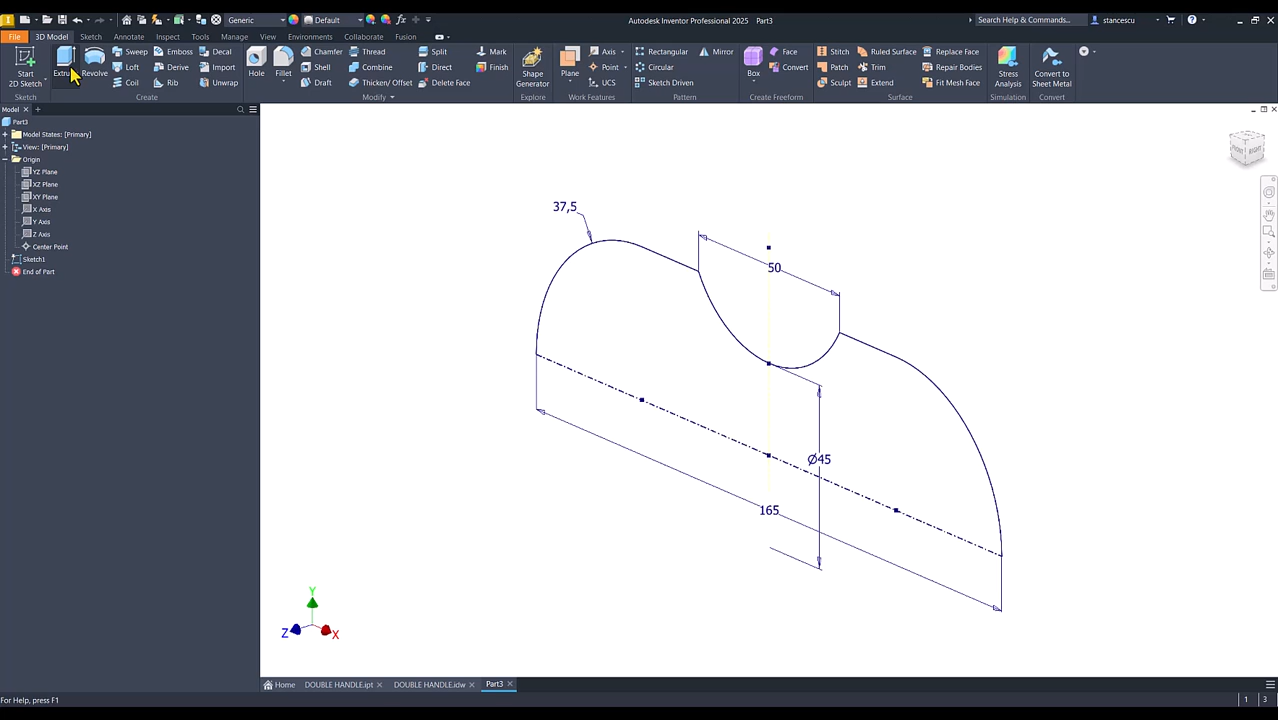 Generic
Default
Autodesk Inventor Professional 2025 Part3
Search Help & Commands...
stancescu
File 3D Model Sketch Annotate Inspect Tools Manage View Environments Collaborate Fusion
Start 2D Sketch
Extrude
Revolve
Sweep Emboss Decal
Loft Derive Import
Coil Rib Unwrap
Hole
Fillet
Chamfer Thread Split Mark
Shell Combine Direct Finish
Draft Thicken/ Offset Delete Face
Shape Generator
Plane
Axis
Point
UCS
Rectangular Mirror
Circular
Sketch Driven
Box
Face
Convert
Stitch Ruled Surface Replace Face
Patch Trim Repair Bodies
Sculpt Extend Fit Mesh Face
Stress Analysis
Convert to Mesh
Sketch Create Modify Explore Work Features Pattern Create Freeform Surface Simulation Convert
Model
Part3
Model States: [Primary]
View: [Primary]
Origin
YZ Plane
XZ Plane
XY Plane
X Axis
Y Axis
Z Axis
Center Point
Sketch1
End of Part
FRONT RIGHT
37,5
50
Ø45
165
Y
Z X
Home DOUBLE HANDLE.ipt DOUBLE HANDLE.idw Part3
For Help, press F1
1 3